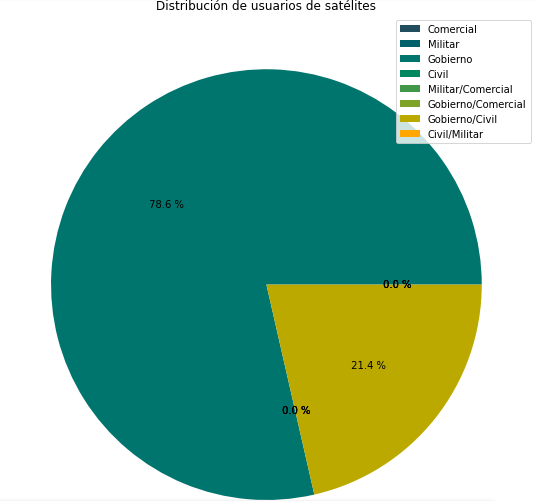 Distribución de usuarios de satélites
Comercial
Militar
Gobierno
Civil
Militar/Comercial
Gobierno/Comercial
Gobierno/Civil
Civil/Militar
78.6 %
0.0 %
21.4 %
0.0 %